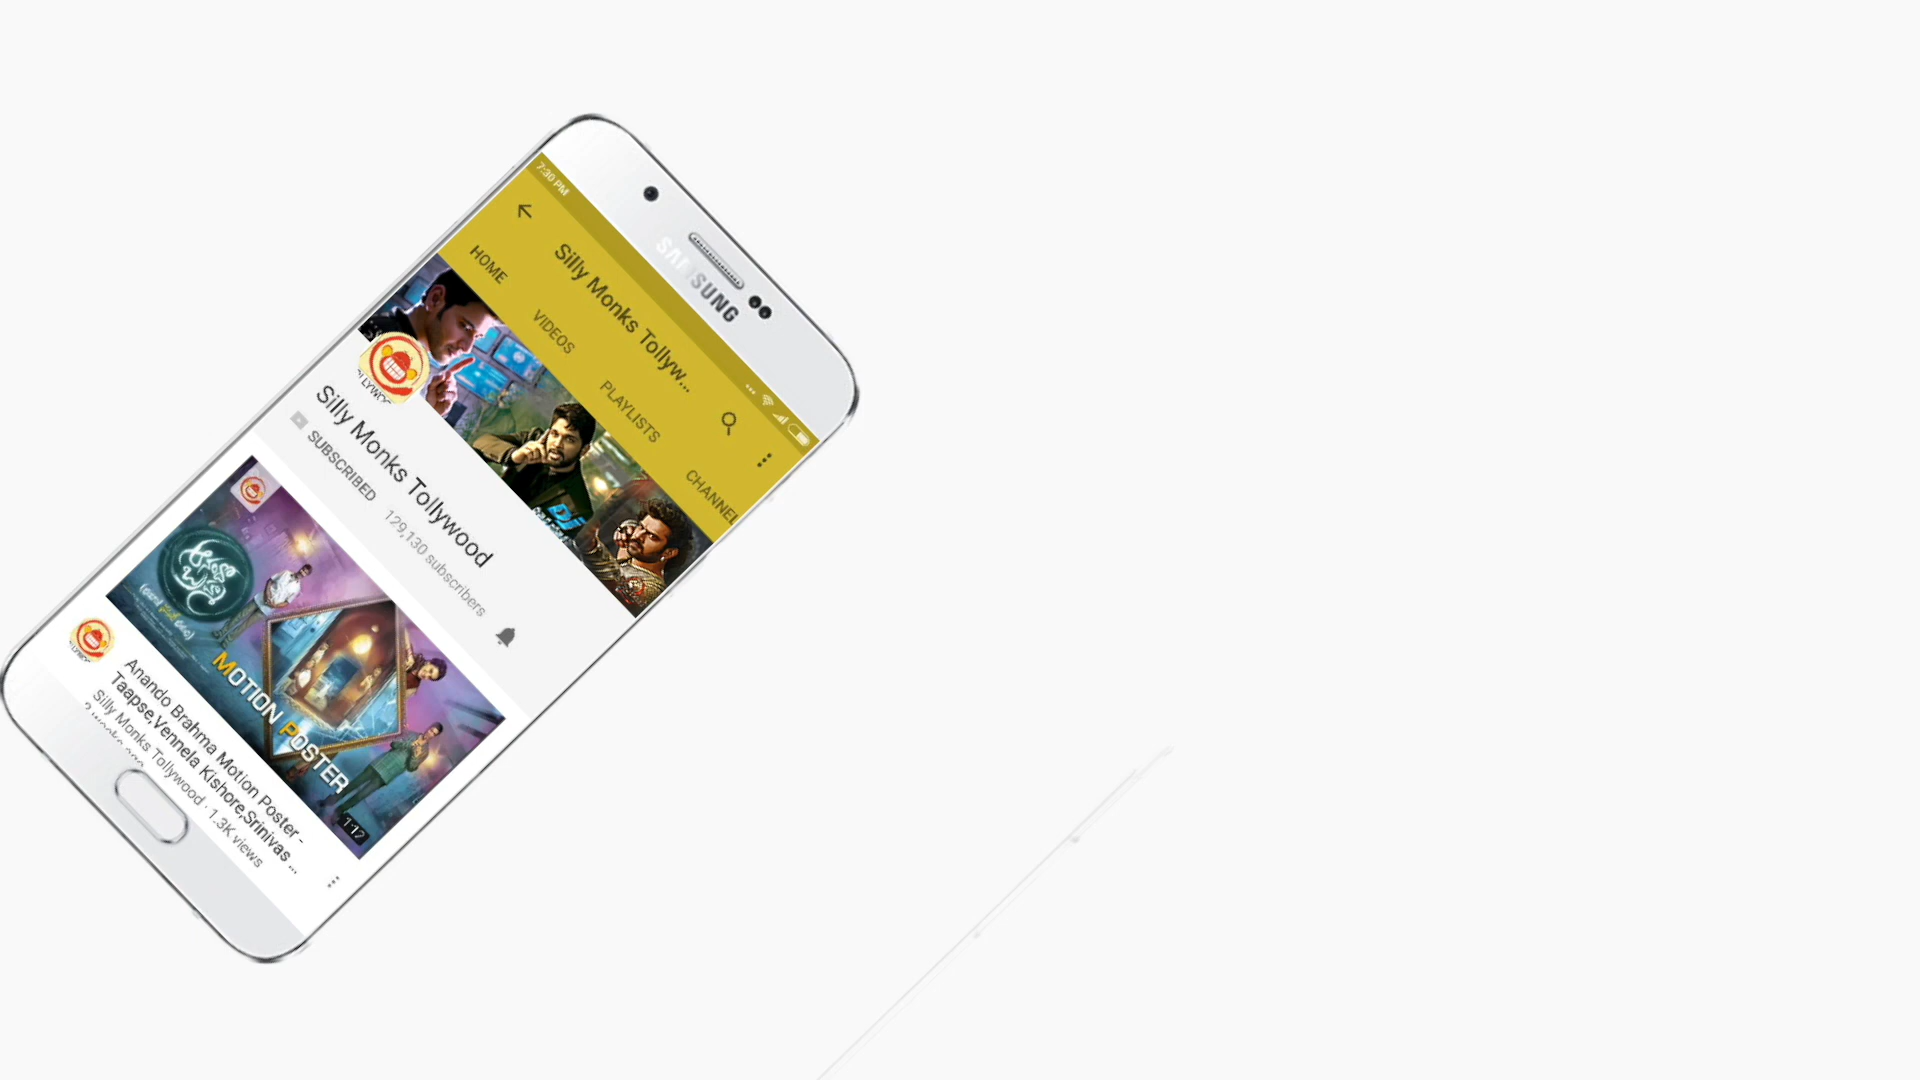 SAMSUNG
7:30 PM
Silly Monks Tollyw...
HOME
VIDEOS
PLAYLISTS
CHANNEL
Silly Monks Tollywood
SUBSCRIBED
129,130 subscribers
DJ
MOTION POSTER
1:12
Anando Brahma Motion Poster -
Taapse,Vennela Kishore,Srinivas ...
Silly Monks Tollywood · 1.3K views